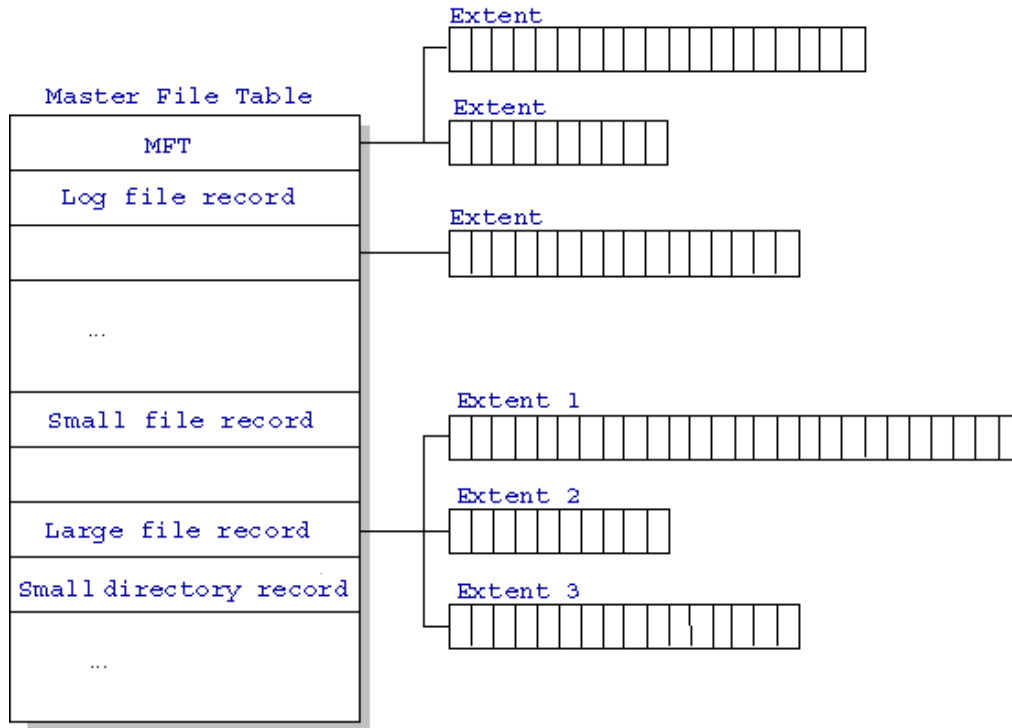 Extent
Master File Table
Extent
MFT
Log file record
Extent
...
Small file record
Extent 1
Extent 2
Large file record
Small directory record
Extent 3
...